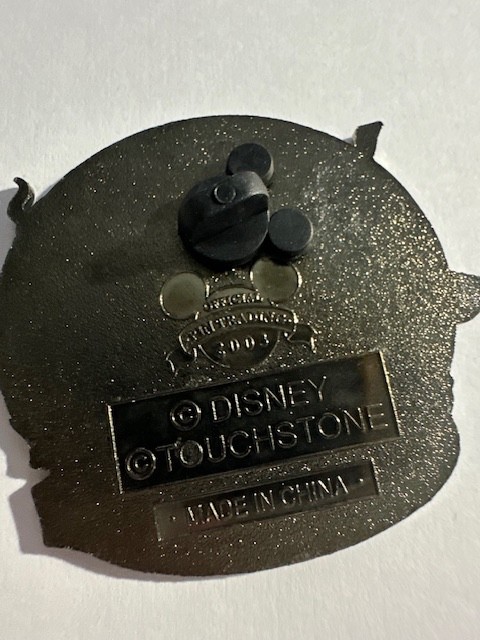 OFFICIAL
PIN TRADING
2003
© DISNEY
© TOUCHSTONE
· MADE IN CHINA ·